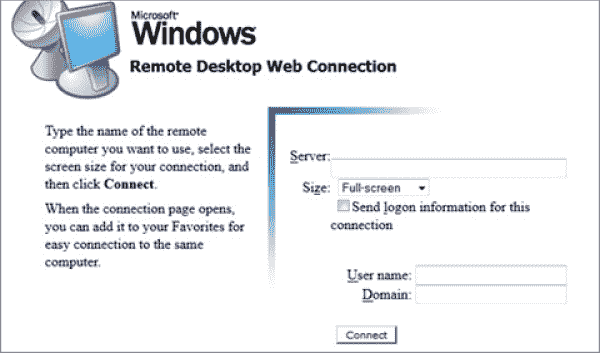 Microsoft®
Windows
Remote Desktop Web Connection
Type the name of the remote
computer you want to use, select the
screen size for your connection, and
then click Connect.
When the connection page opens,
you can add it to your Favorites for
easy connection to the same
computer.
Server:
Size: Full-screen
Send logon information for this
connection
User name:
Domain:
Connect